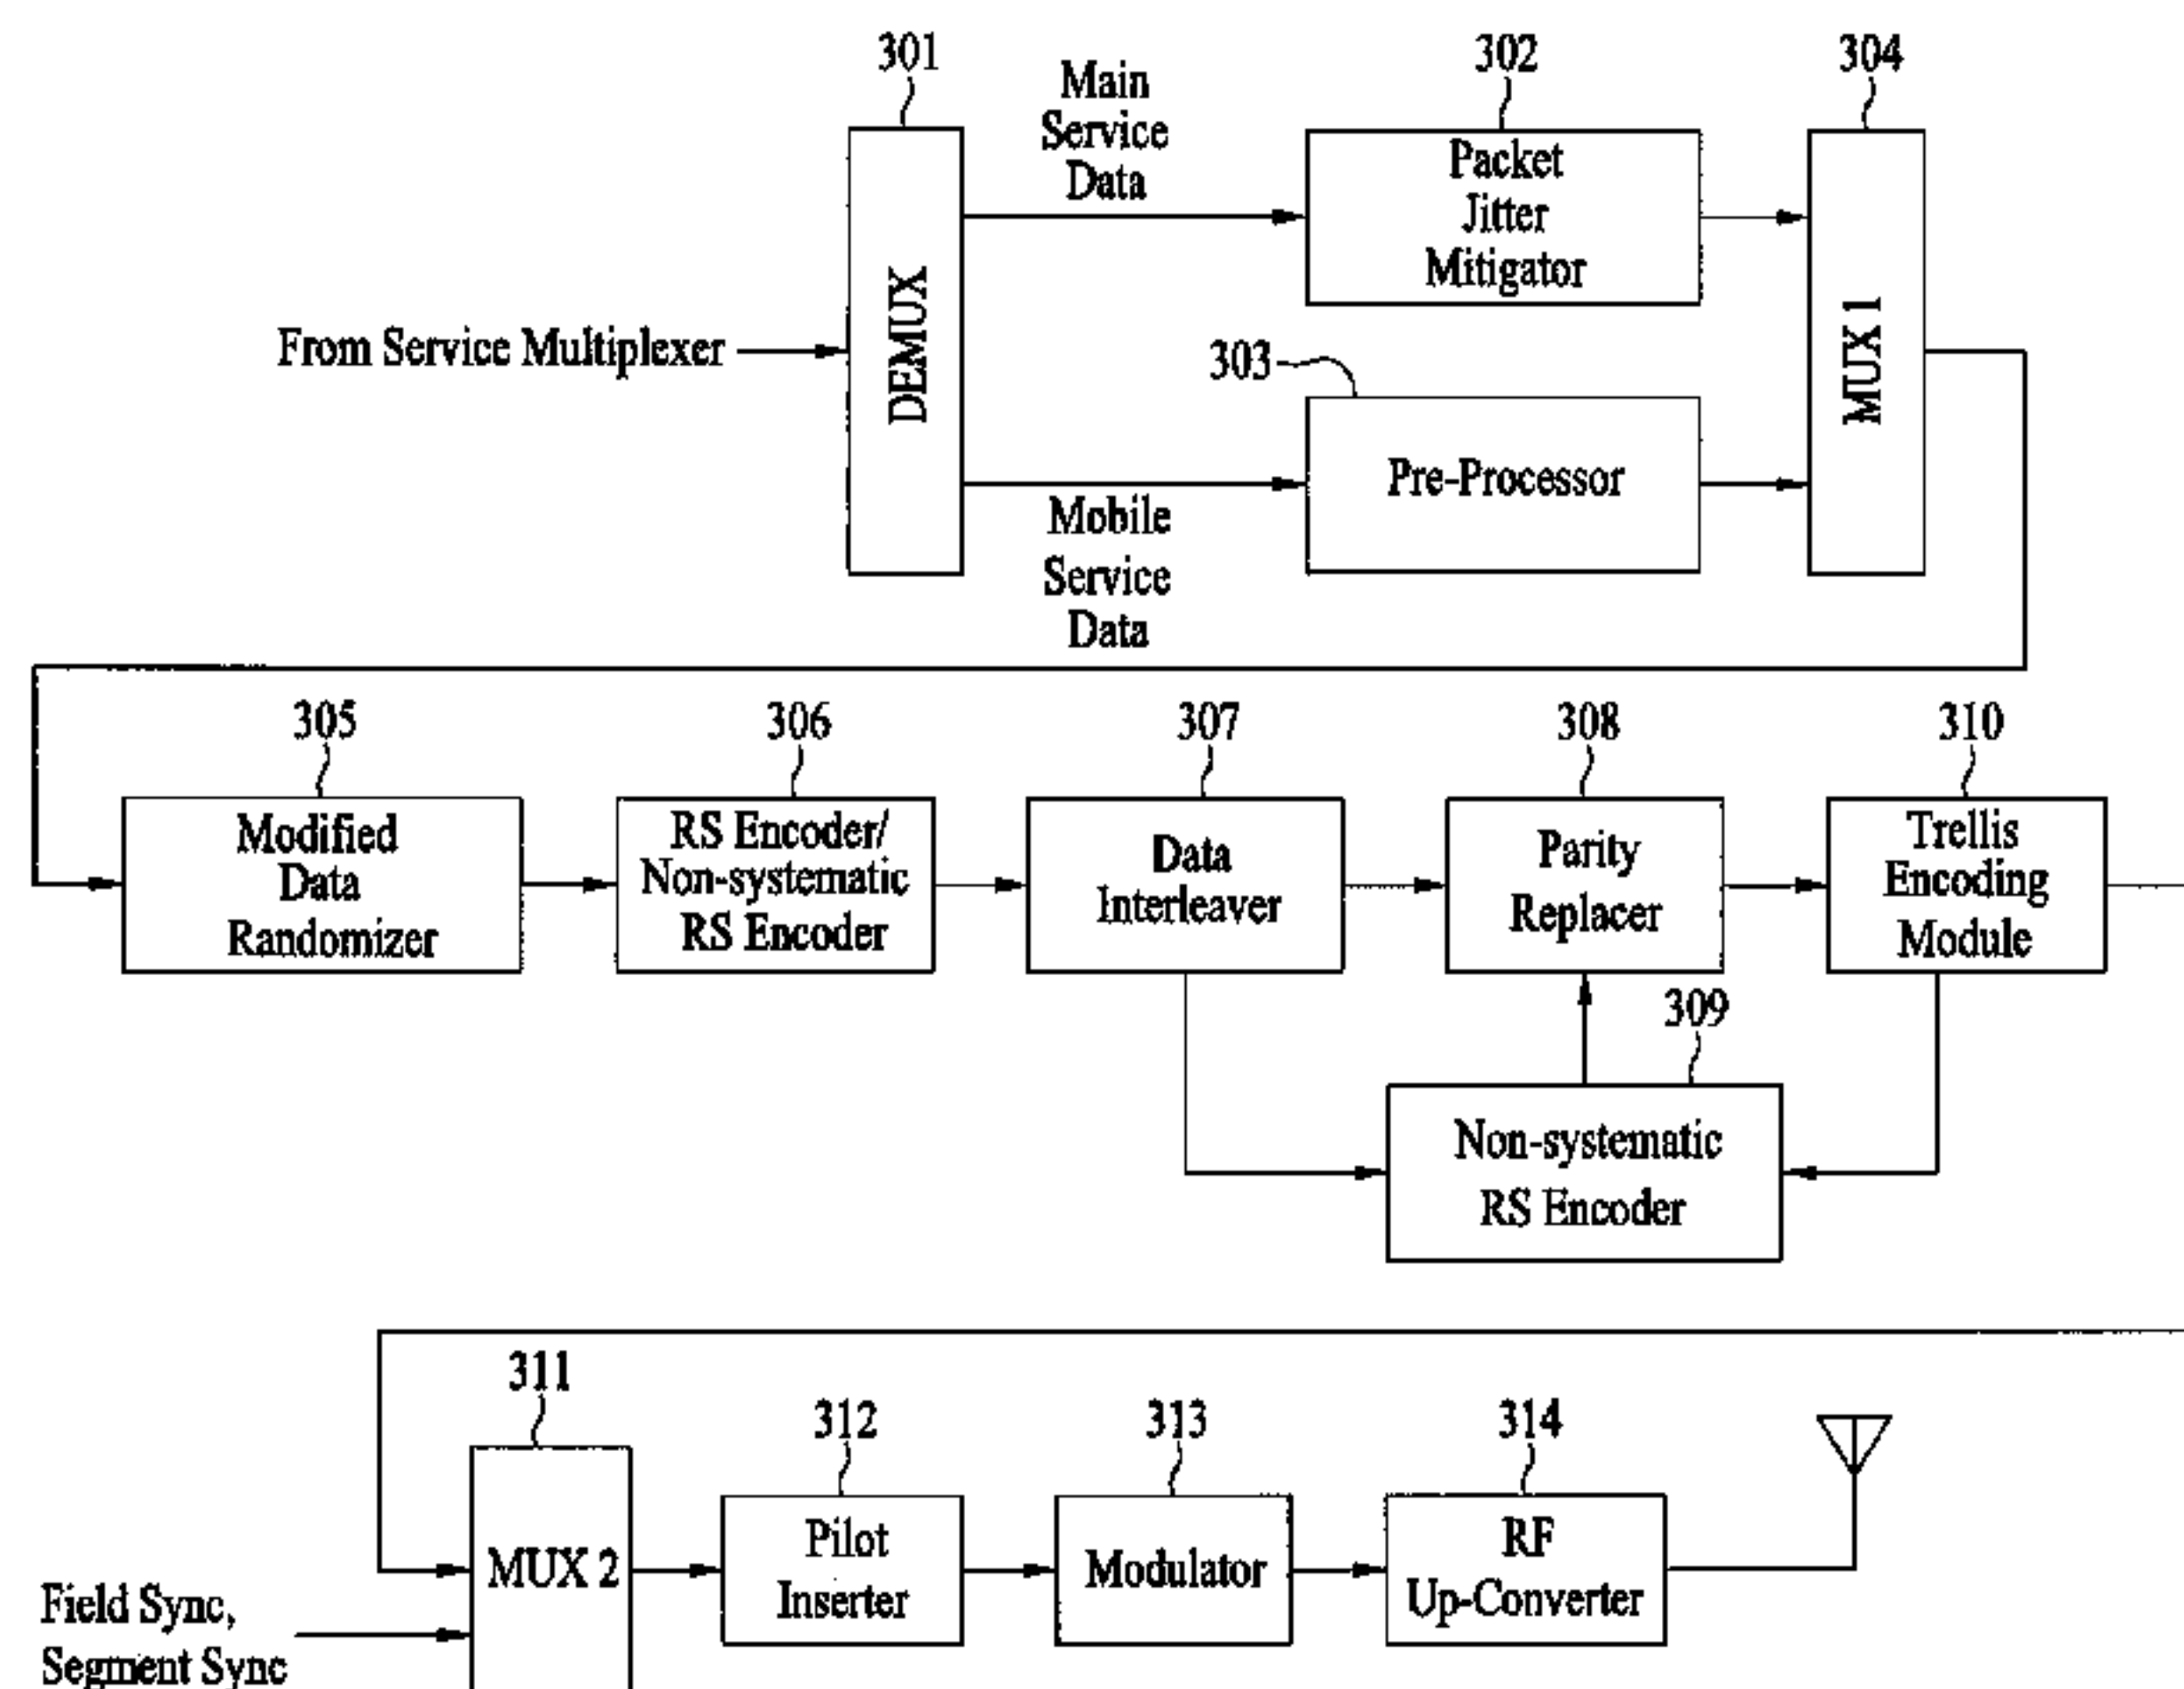 301
Main
Service
Data
302
304
Packet
Jitter
Mitigator
DEMUX
MUX 1
From Service Multiplexer
303
Pre-Processor
Mobile
Service
Data
305
306
307
308
310
Modified
Data
Randomizer
RS Encoder/
Non-systematic
RS Encoder
Data
Interleaver
Parity
Replacer
Trellis
Encoding
Module
309
Non-systematic
RS Encoder
311
312
313
314
MUX 2
Pilot
Inserter
Modulator
RF
Up-Converter
Field Sync,
Segment Sync